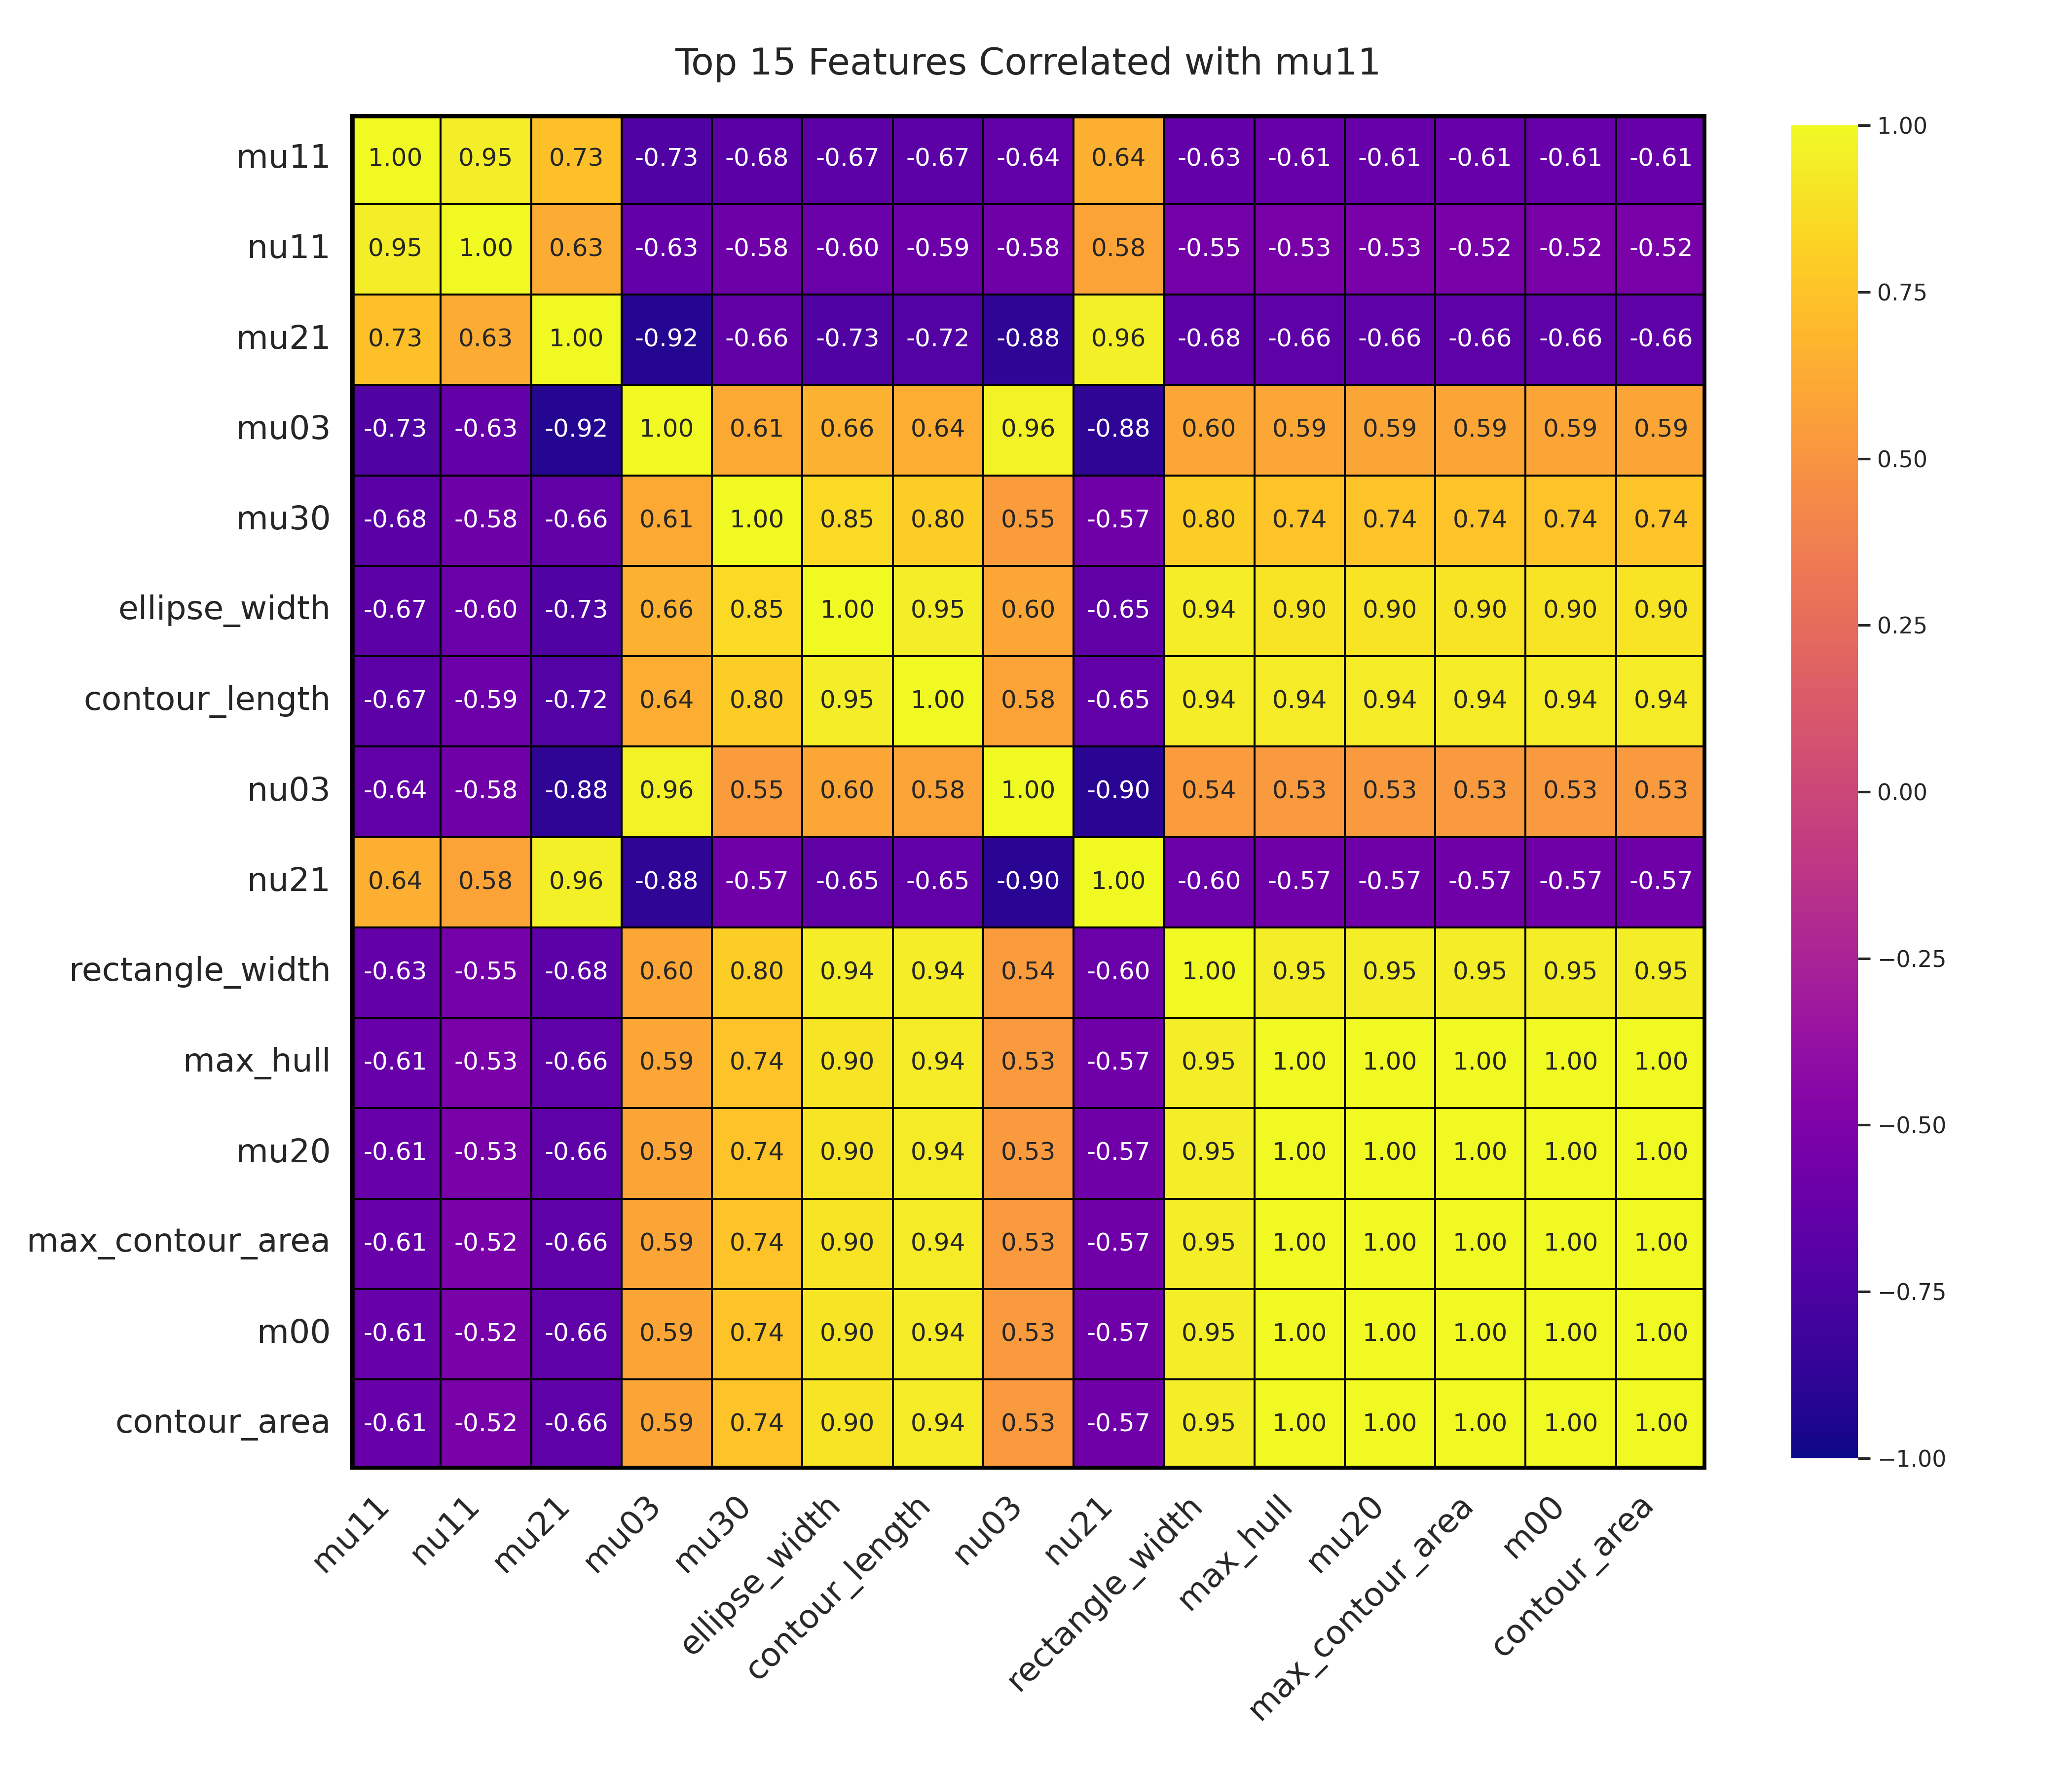 Top 15 Features Correlated with mu11
mu11 1.00 0.95 0.73 -0.73 -0.68 -0.67 -0.67 -0.64 0.64 -0.63 -0.61 -0.61 -0.61 -0.61 -0.61
nu11 0.95 1.00 0.63 -0.63 -0.58 -0.60 -0.59 -0.58 0.58 -0.55 -0.53 -0.53 -0.52 -0.52 -0.52
mu21 0.73 0.63 1.00 -0.92 -0.66 -0.73 -0.72 -0.88 0.96 -0.68 -0.66 -0.66 -0.66 -0.66 -0.66
mu03 -0.73 -0.63 -0.92 1.00 0.61 0.66 0.64 0.96 -0.88 0.60 0.59 0.59 0.59 0.59 0.59
mu30 -0.68 -0.58 -0.66 0.61 1.00 0.85 0.80 0.55 -0.57 0.80 0.74 0.74 0.74 0.74 0.74
ellipse_width -0.67 -0.60 -0.73 0.66 0.85 1.00 0.95 0.60 -0.65 0.94 0.90 0.90 0.90 0.90 0.90
contour_length -0.67 -0.59 -0.72 0.64 0.80 0.95 1.00 0.58 -0.65 0.94 0.94 0.94 0.94 0.94 0.94
nu03 -0.64 -0.58 -0.88 0.96 0.55 0.60 0.58 1.00 -0.90 0.54 0.53 0.53 0.53 0.53 0.53
nu21 0.64 0.58 0.96 -0.88 -0.57 -0.65 -0.65 -0.90 1.00 -0.60 -0.57 -0.57 -0.57 -0.57 -0.57
rectangle_width -0.63 -0.55 -0.68 0.60 0.80 0.94 0.94 0.54 -0.60 1.00 0.95 0.95 0.95 0.95 0.95
max_hull -0.61 -0.53 -0.66 0.59 0.74 0.90 0.94 0.53 -0.57 0.95 1.00 1.00 1.00 1.00 1.00
mu20 -0.61 -0.53 -0.66 0.59 0.74 0.90 0.94 0.53 -0.57 0.95 1.00 1.00 1.00 1.00 1.00
max_contour_area -0.61 -0.52 -0.66 0.59 0.74 0.90 0.94 0.53 -0.57 0.95 1.00 1.00 1.00 1.00 1.00
m00 -0.61 -0.52 -0.66 0.59 0.74 0.90 0.94 0.53 -0.57 0.95 1.00 1.00 1.00 1.00 1.00
contour_area -0.61 -0.52 -0.66 0.59 0.74 0.90 0.94 0.53 -0.57 0.95 1.00 1.00 1.00 1.00 1.00
mu11 nu11 mu21 mu03 mu30 ellipse_width contour_length nu03 nu21 rectangle_width max_hull mu20 max_contour_area m00 contour_area
1.00
0.75
0.50
0.25
0.00
−0.25
−0.50
−0.75
−1.00